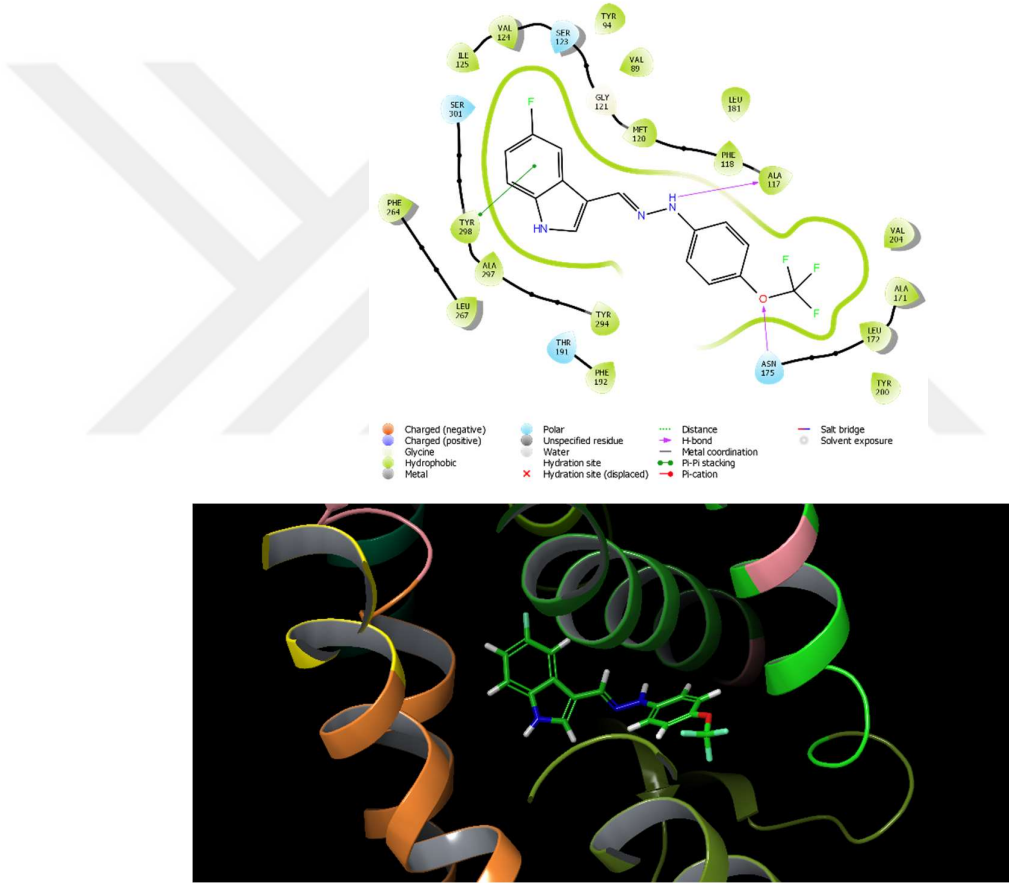 TYR
94
VAL
124
SER
123
ILE
125
VAL
89
GLY
121
LEU
181
SER
301
MET
120
PHE
118
ALA
117
F
H
N
N
HN
PHE
264
TYR
298
VAL
204
ALA
297
F
F
F
O
ALA
171
LEU
267
TYR
294
LEU
172
THR
191
PHE
192
ASN
175
TYR
200
Charged (negative)
Charged (positive)
Glycine
Hydrophobic
Metal
Polar
Unspecified residue
Water
Hydration site
Hydration site (displaced)
Distance
H-bond
Metal coordination
Pi-Pi stacking
Pi-cation
Salt bridge
Solvent exposure